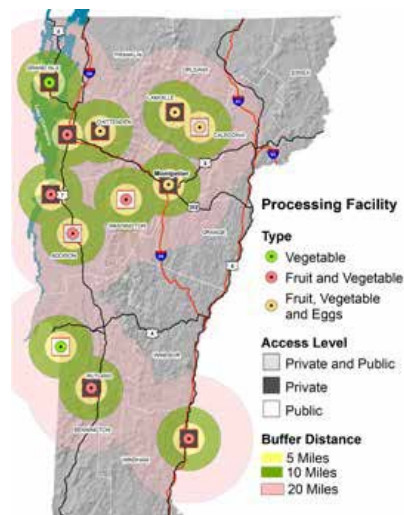 FRANKLIN
ORLEANS
ESSEX
GRAND ISLE
LAMOILLE
CHITTENDEN
CALEDONIA
Montpelier
WASHINGTON
ADDISON
ORANGE
WINDSOR
RUTLAND
BENNINGTON
WINDHAM
Processing Facility
Type
Vegetable
Fruit and Vegetable
Fruit, Vegetable
and Eggs
Access Level
Private and Public
Private
Public
Buffer Distance
5 Miles
10 Miles
20 Miles